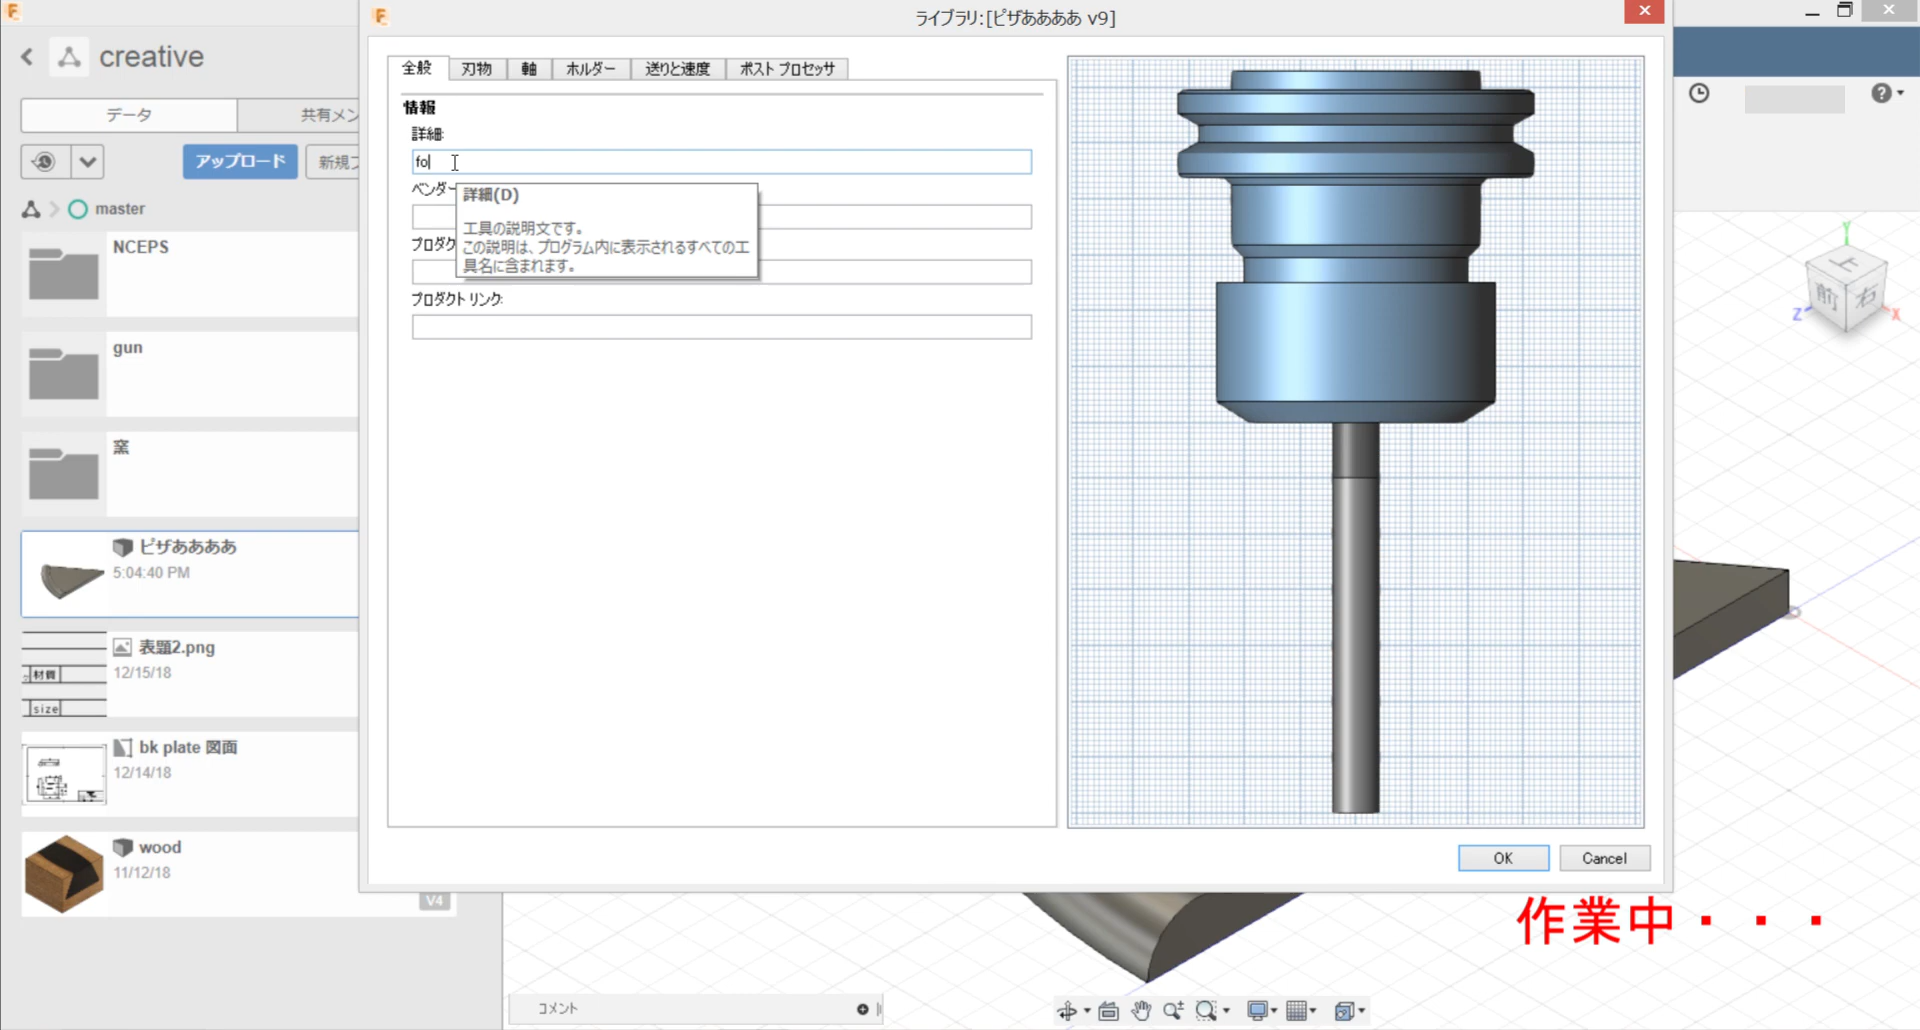 ライブラリ:[ピザああああ v9]
creative
データ
共有メン
アップロード
新規フ
master
NCEPS
gun
窯
ピザああああ
5:04:40 PM
表題2.png
12/15/18
材質
size
bk plate 図面
12/14/18
wood
11/12/18
V4
全般
刃物
軸
ホルダー
送りと速度
ポスト プロセッサ
情報
詳細:
fo
ベンダー
詳細(D)
工具の説明文です。
この説明は、プログラム内に表示されるすべての工
具名に含まれます。
プロダク
プロダクト リンク:
OK
Cancel
Y
上
前
右
Z
X
作業中・・・
コメント